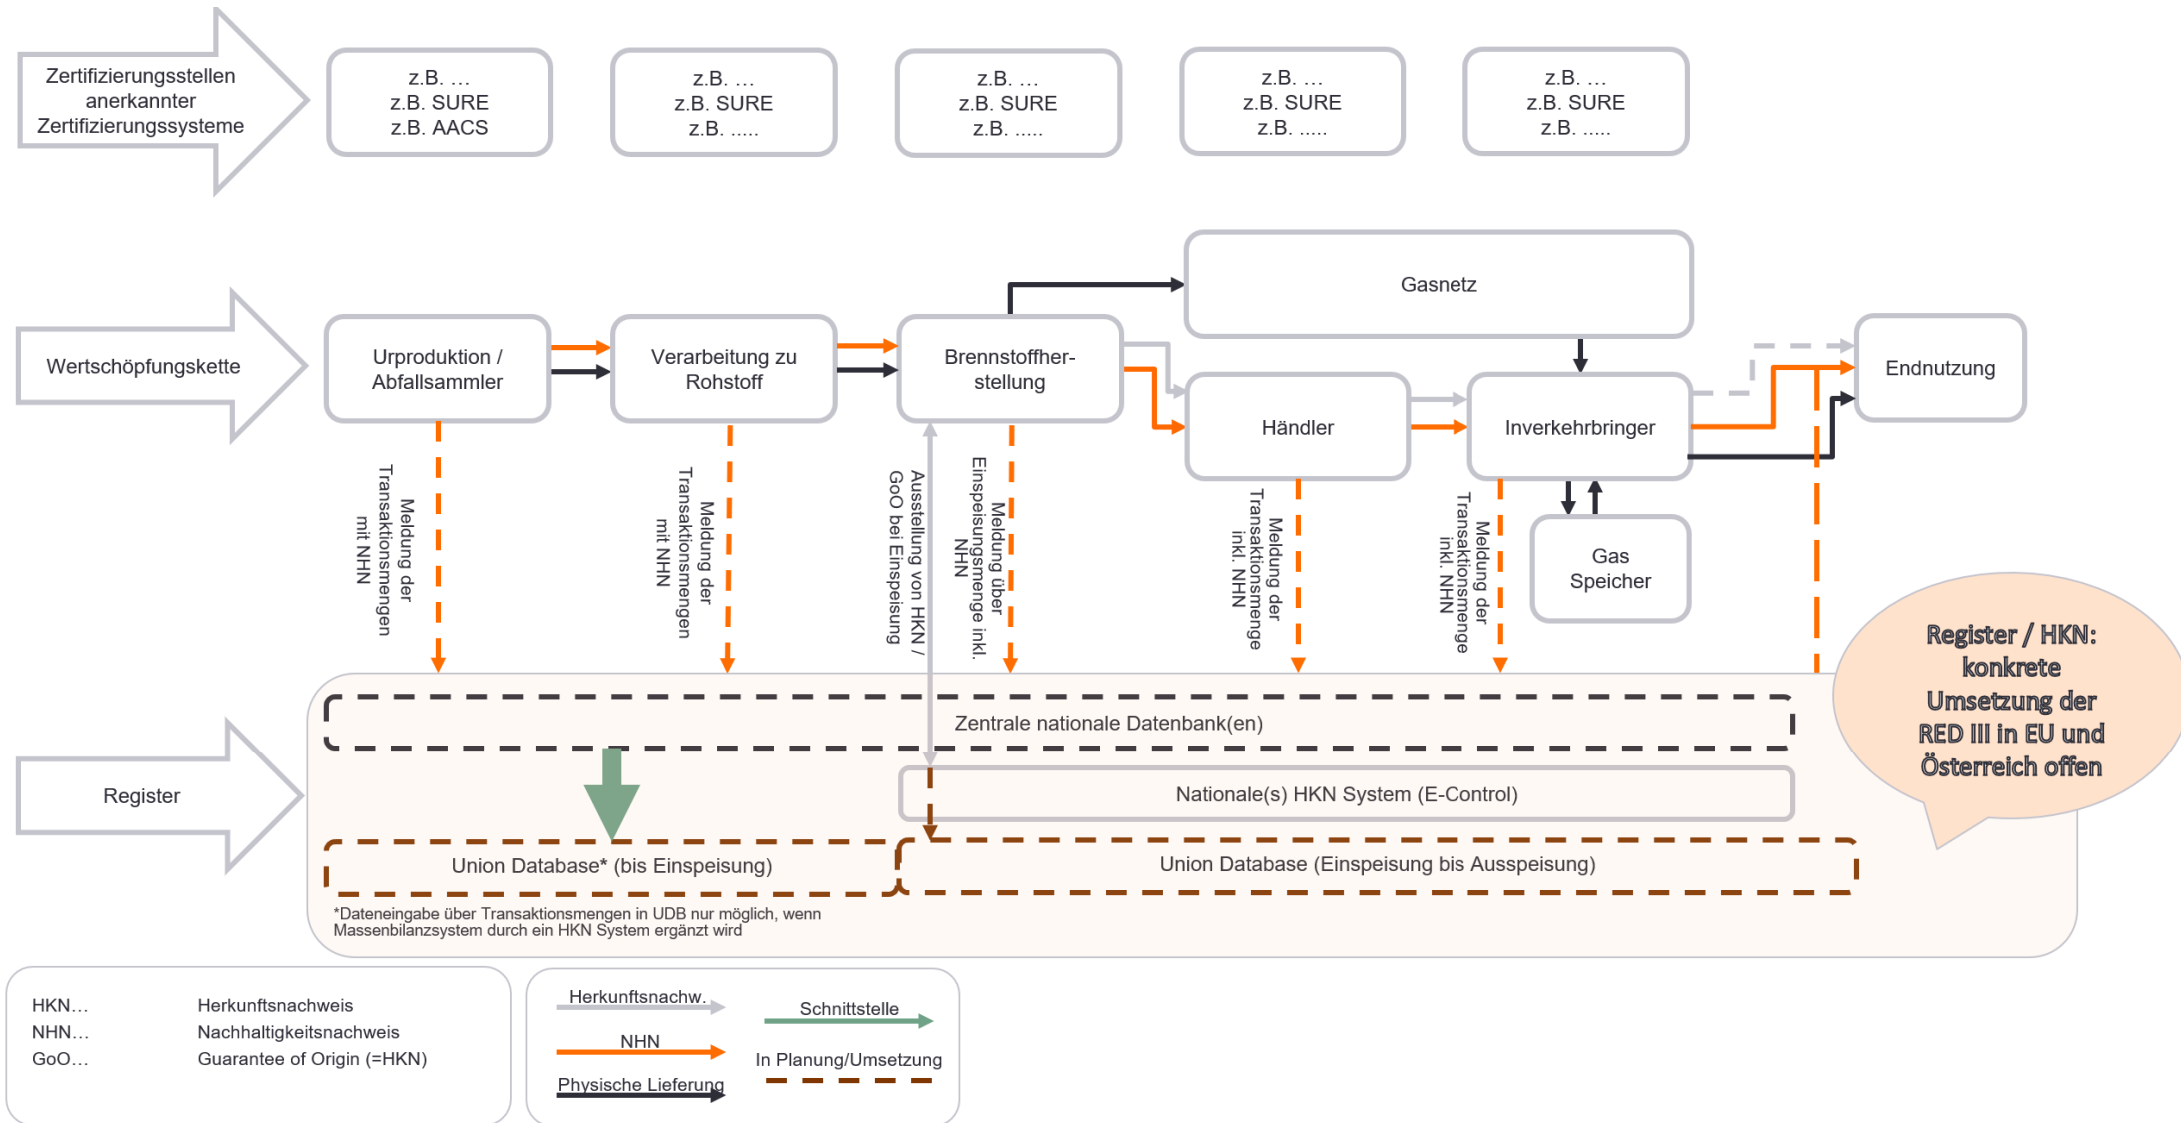 Zertifizierungsstellen
anerkannter
Zertifizierungssysteme
z.B. …
z.B. SURE
z.B. AACS
z.B. …
z.B. SURE
z.B. .....
z.B. …
z.B. SURE
z.B. .....
z.B. …
z.B. SURE
z.B. .....
z.B. …
z.B. SURE
z.B. .....
Wertschöpfungskette
Urproduktion /
Abfallsammler
Verarbeitung zu
Rohstoff
Brennstoffher-
stellung
Gasnetz
Händler
Inverkehrbringer
Endnutzung
Gas
Speicher
Meldung der
Transaktionsmengen
mit NHN
Meldung der
Transaktionsmengen
mit NHN
Ausstellung von HKN /
GoO bei Einspeisung
Meldung über
Einspeisungsmenge inkl.
NHN
Meldung der
Transaktionsmenge
inkl. NHN
Meldung der
Transaktionsmenge
inkl. NHN
Register / HKN:
konkrete
Umsetzung der
RED III in EU und
Österreich offen
Register
Zentrale nationale Datenbank(en)
Nationale(s) HKN System (E-Control)
Union Database* (bis Einspeisung)
Union Database (Einspeisung bis Ausspeisung)
*Dateneingabe über Transaktionsmengen in UDB nur möglich, wenn
Massenbilanzsystem durch ein HKN System ergänzt wird
HKN… Herkunftsnachweis
NHN… Nachhaltigkeitsnachweis
GoO… Guarantee of Origin (=HKN)
Herkunftsnachw.
NHN
Physische Lieferung
Schnittstelle
In Planung/Umsetzung